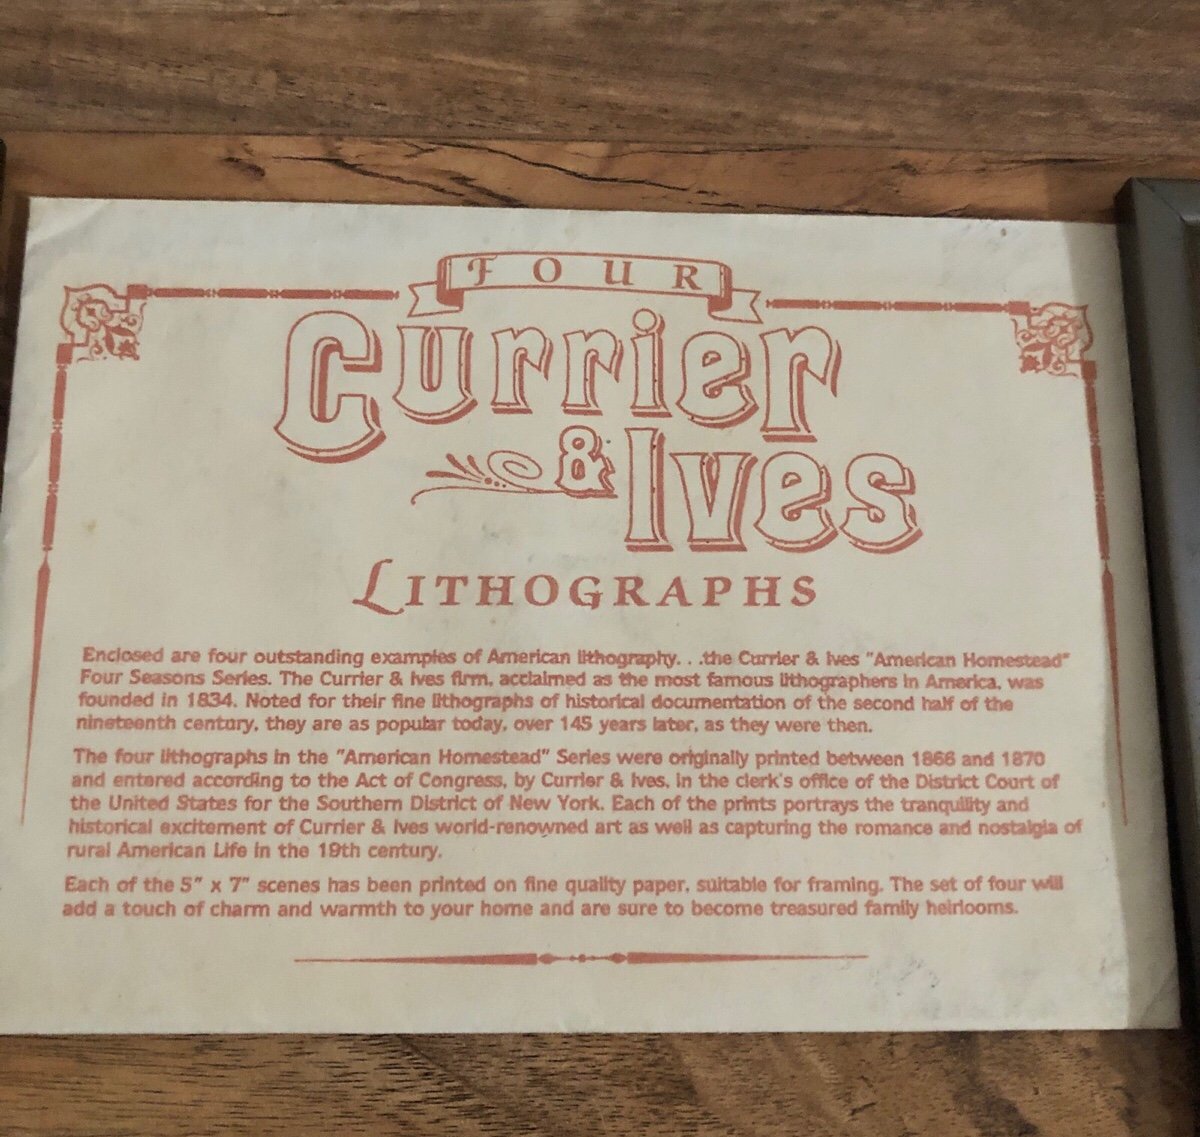 FOUR
Currier
& Ives
LITHOGRAPHS
Enclosed are four outstanding examples of American lithography. . .the Currier & Ives "American Homestead"
Four Seasons Series. The Currier & Ives firm, acclaimed as the most famous lithographers in America, was
founded in 1834. Noted for their fine lithographs of historical documentation of the second half of the
nineteenth century, they are as popular today, over 145 years later, as they were then.
The four lithographs in the "American Homestead" Series were originally printed between 1868 and 1870
and entered according to the Act of Congress, by Currier & Ives, in the clerk's office of the District Court of
the United States for the Southern District of New York. Each of the prints portrays the tranquility and
historical excitement of Currier & Ives world-renowned art as well as capturing the romance and nostalgia of
rural American Life in the 19th century.
Each of the 5" x 7" scenes has been printed on fine quality paper, suitable for framing. The set of four will
add a touch of charm and warmth to your home and are sure to become treasured family heirlooms.